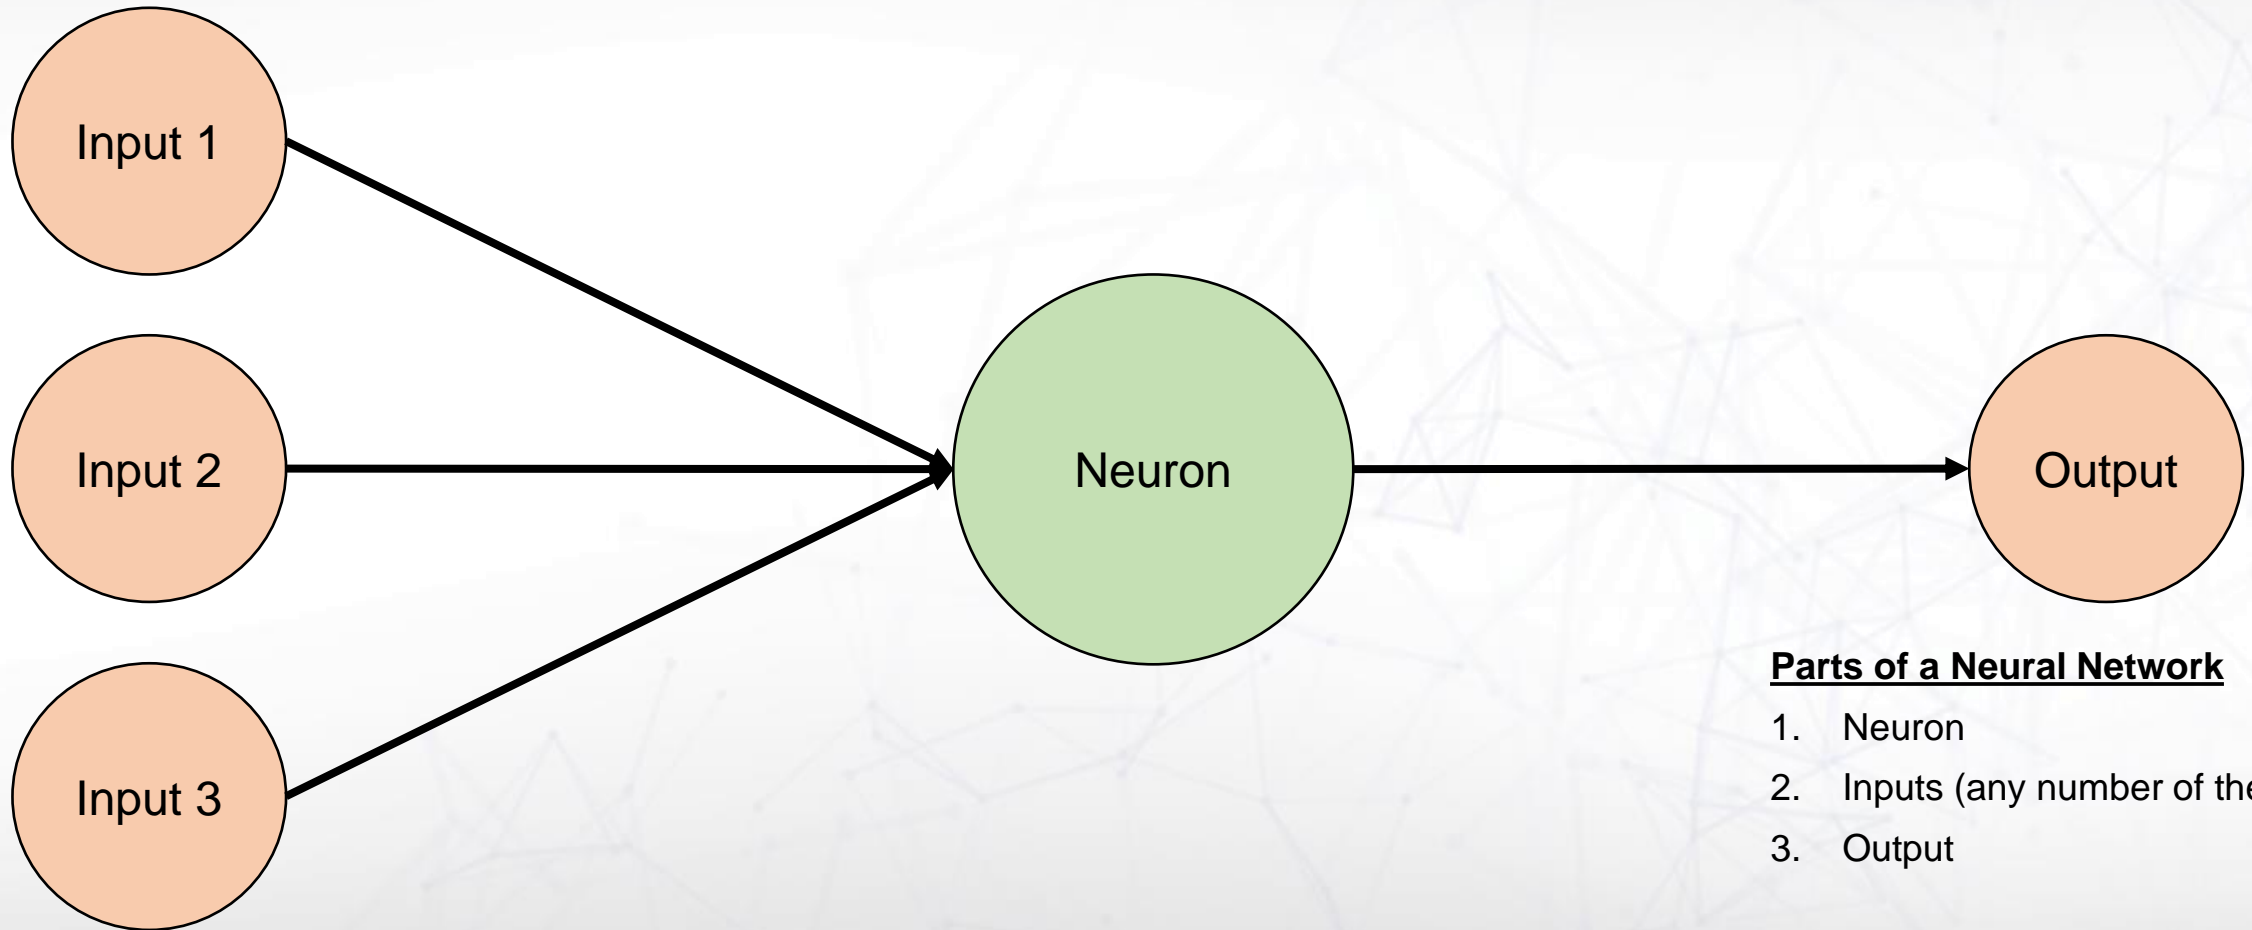 Input 1
Input 2
Neuron
Output
Input 3
Parts of a Neural Network
1. Neuron
2. Inputs (any number of the
3. Output